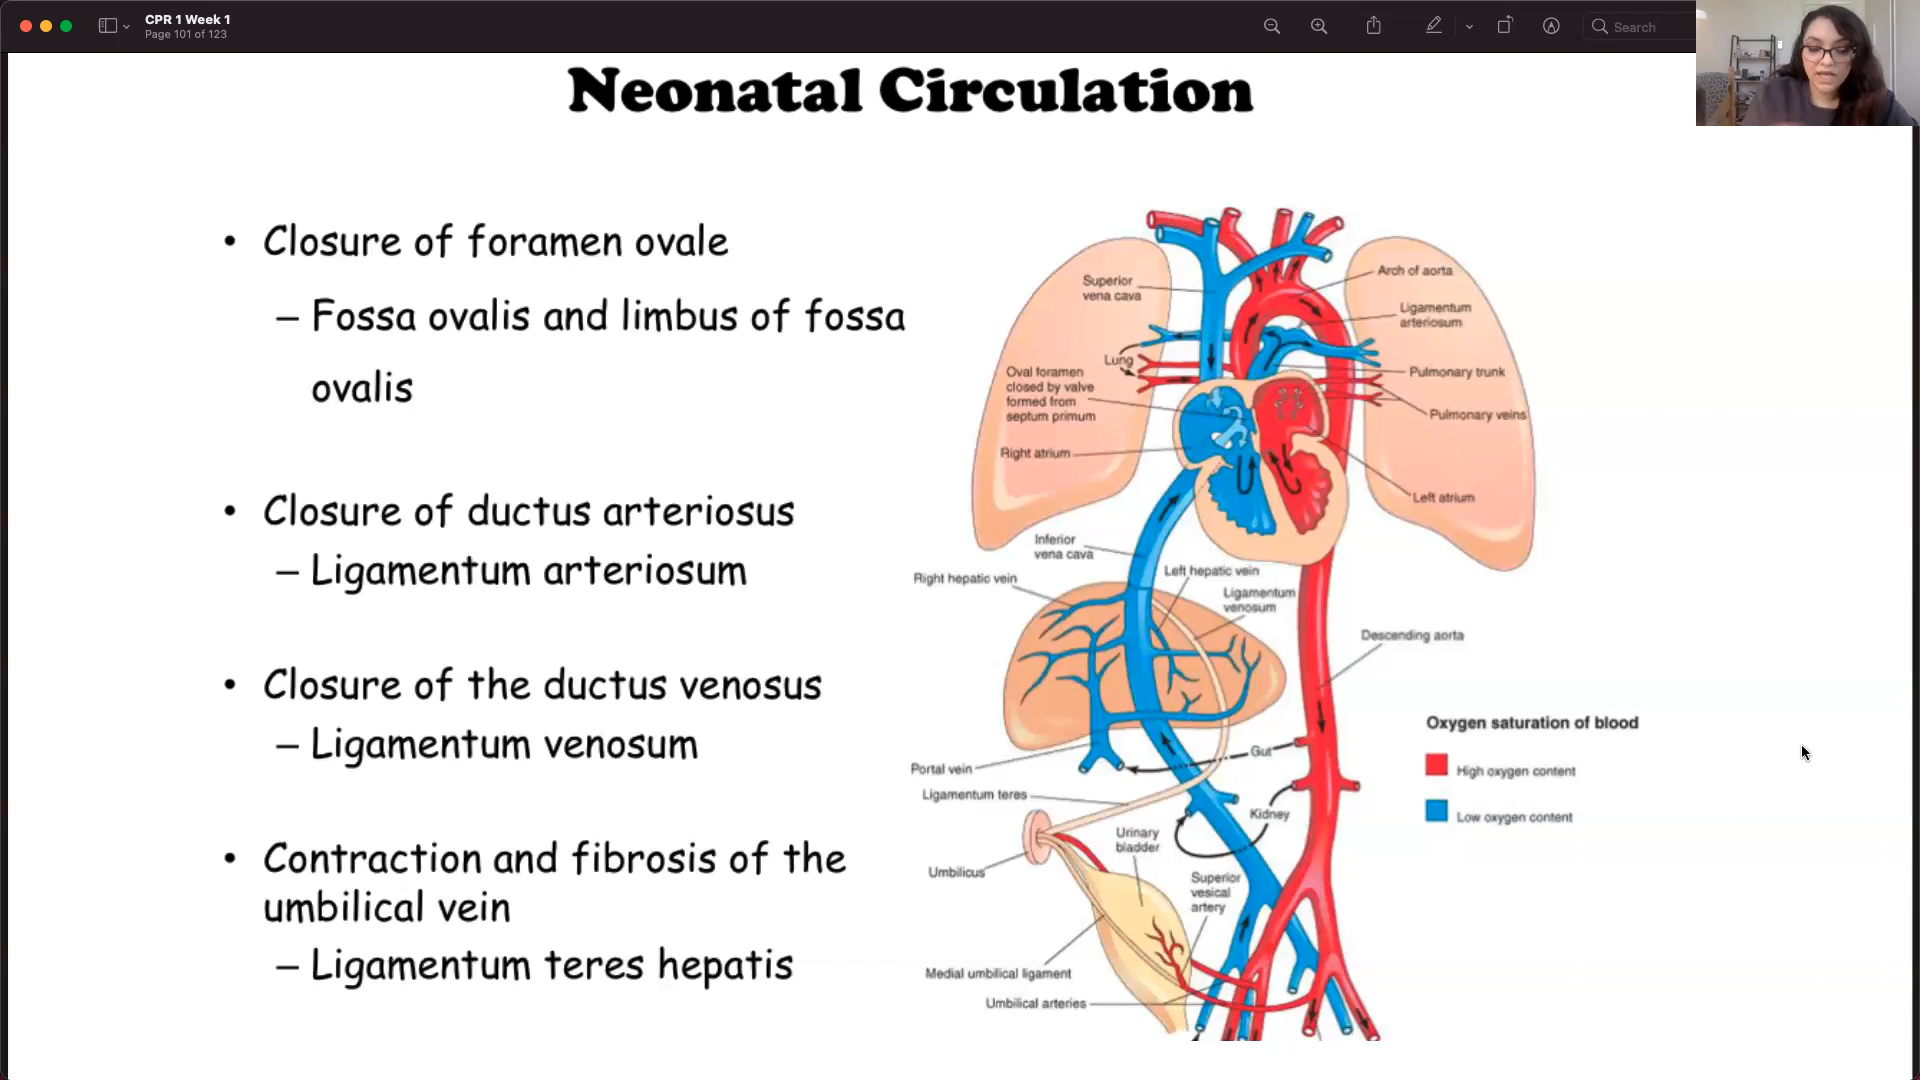 CPR 1 Week 1
Page 101 of 123
Search
Neonatal Circulation
• Closure of foramen ovale
– Fossa ovalis and limbus of fossa
ovalis
• Closure of ductus arteriosus
– Ligamentum arteriosum
• Closure of the ductus venosus
– Ligamentum venosum
• Contraction and fibrosis of the
umbilical vein
– Ligamentum teres hepatis
Superior
vena cava
Arch of aorta
Ligamentum
arteriosum
Lung
Oval foramen
closed by valve
formed from
septum primum
Pulmonary trunk
Pulmonary veins
Right atrium
Left atrium
Inferior
vena cava
Right hepatic vein
Left hepatic vein
Ligamentum
venosum
Descending aorta
Portal vein
Gut
Ligamentum teres
Kidney
Urinary
bladder
Umbilicus
Superior
vesical
artery
Medial umbilical ligament
Umbilical arteries
Oxygen saturation of blood
High oxygen content
Low oxygen content